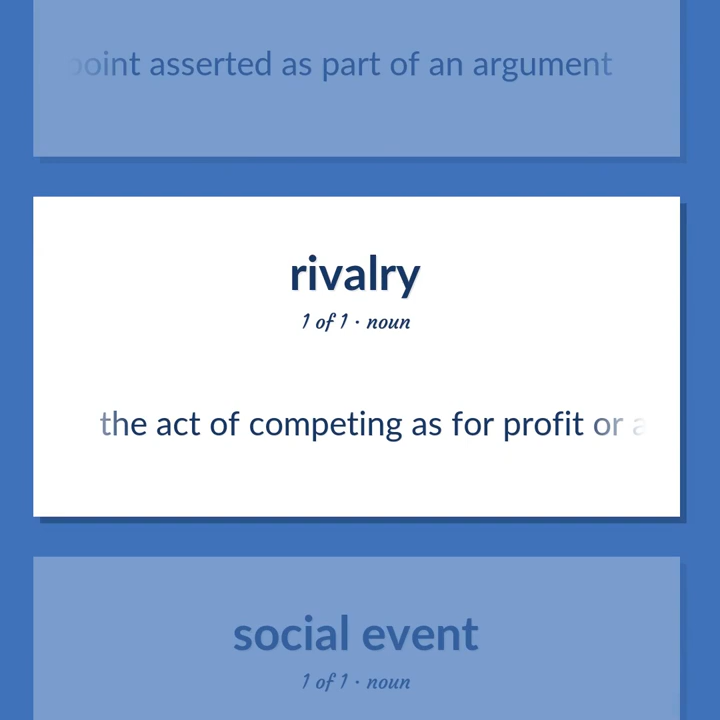 point asserted as part of an argument
rivalry
1 of 1 · noun
the act of competing as for profit or
social event
1 of 1 · noun